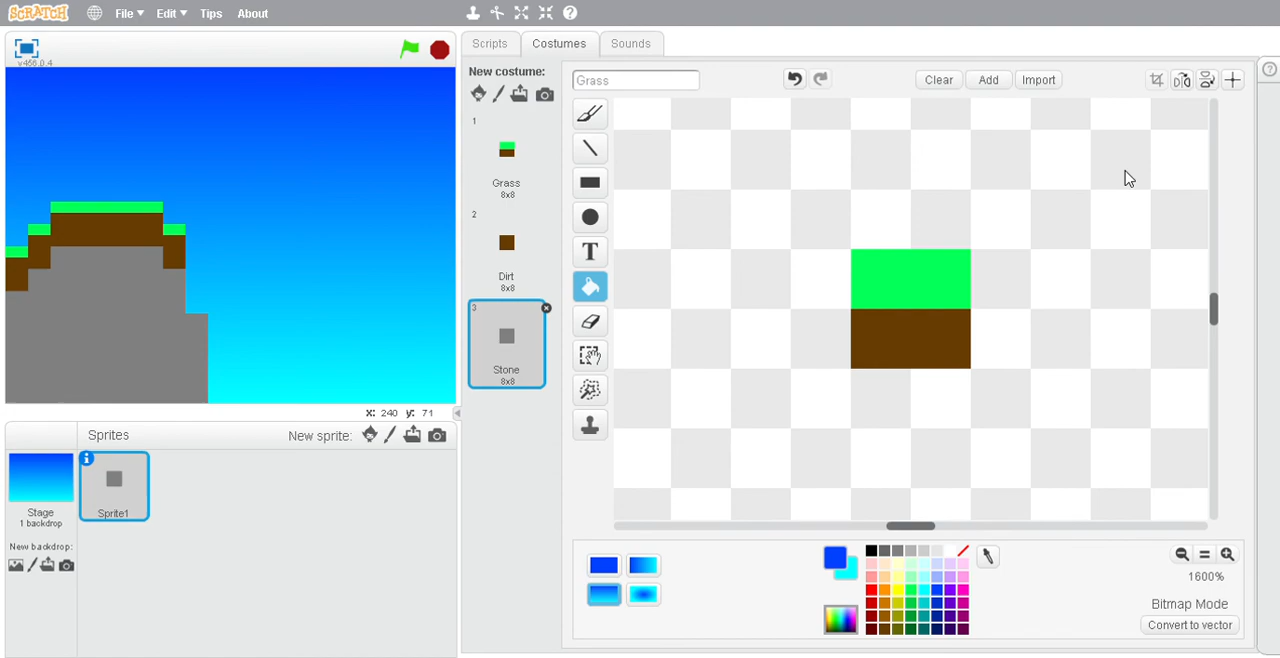 SCRATCH File Edit Tips About
v456.0.4
Scripts Costumes Sounds
New costume:
Grass
Clear Add Import
1
Grass
8x8
2
Dirt
8x8
3
Stone
8x8
T
x: 240 y: 71
Sprites New sprite:
Stage
1 backdrop
New backdrop:
Sprite1
1600%
Bitmap Mode
Convert to vector